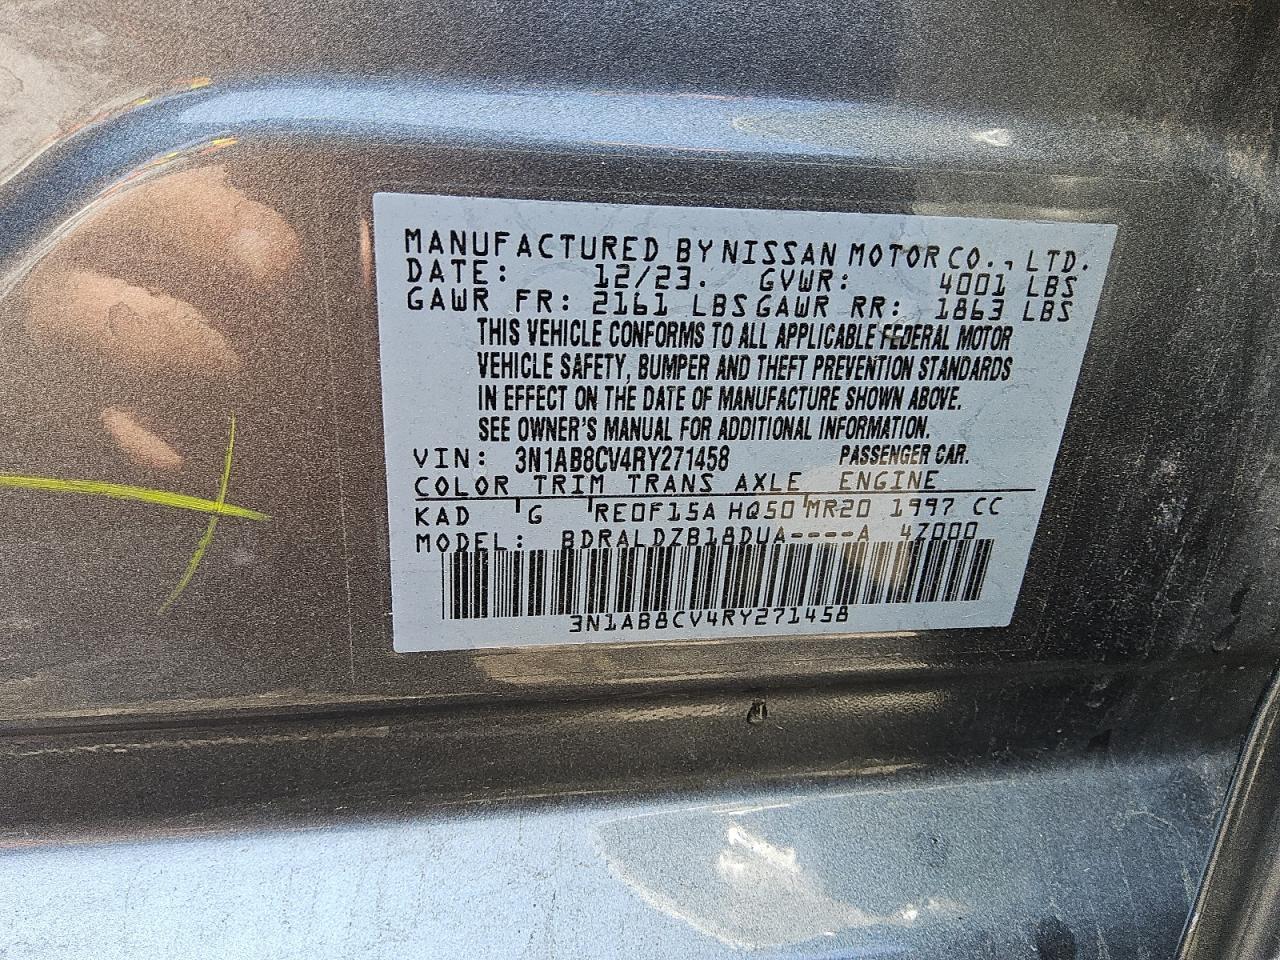 MANUFACTURED BY NISSAN MOTOR CO., LTD.
DATE: 12/23. GVWR: 4001 LBS
GAWR FR: 2161 LBS GAWR RR: 1863 LBS
THIS VEHICLE CONFORMS TO ALL APPLICABLE FEDERAL MOTOR
VEHICLE SAFETY, BUMPER AND THEFT PREVENTION STANDARDS
IN EFFECT ON THE DATE OF MANUFACTURE SHOWN ABOVE.
SEE OWNER'S MANUAL FOR ADDITIONAL INFORMATION.
VIN: 3N1AB8CV4RY271458 PASSENGER CAR.
COLOR TRIM TRANS AXLE ENGINE
KAD G RE0F15A HQ50 MR20 1997 CC
MODEL: BDRALDZB18DUA----A 4Z000
3N1AB8CV4RY271458